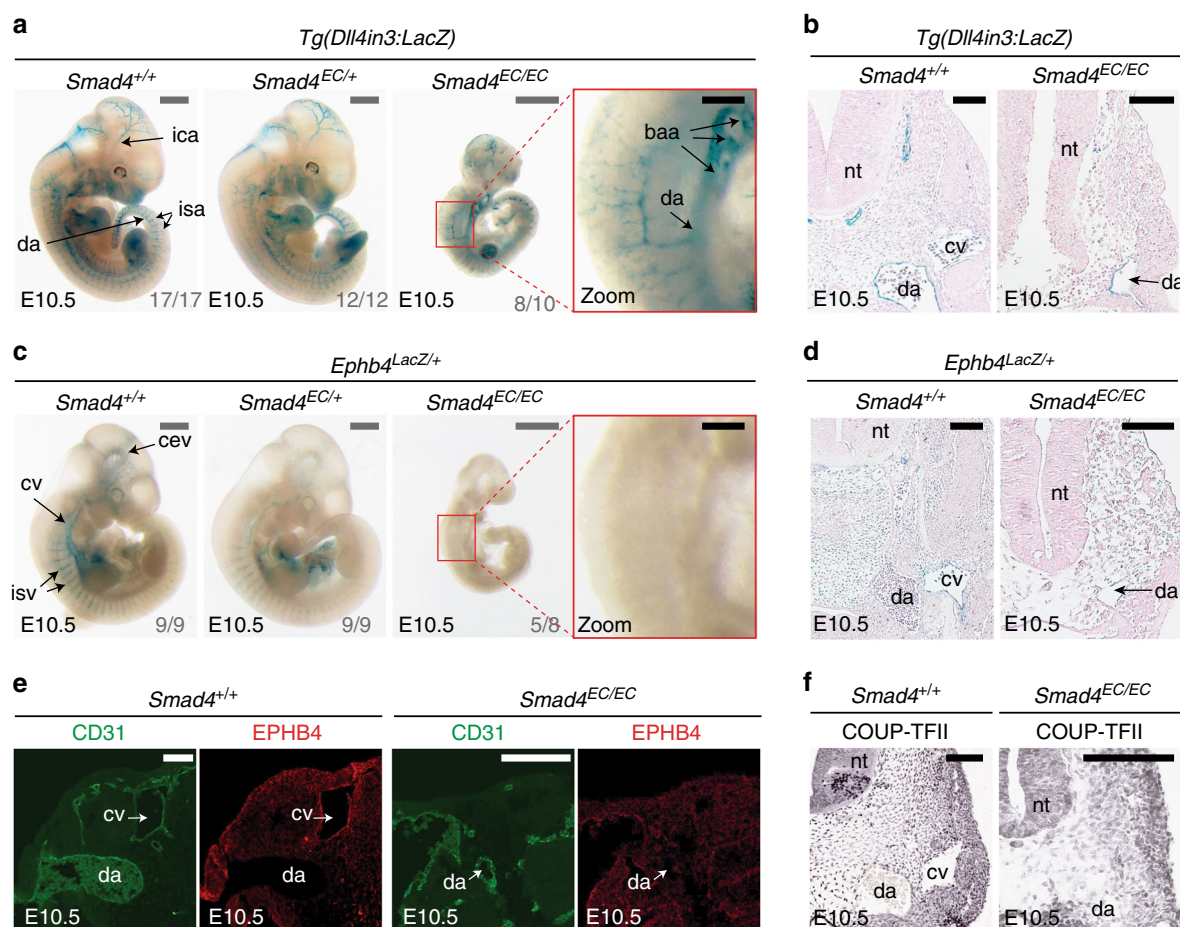 a
Tg(Dll4in3:LacZ)
Smad4+/+ Smad4EC/+ Smad4EC/EC
ica
isa
da
E10.5 17/17
E10.5 12/12
E10.5 8/10
baa
da
Zoom
b
Tg(Dll4in3:LacZ)
Smad4+/+ Smad4EC/EC
nt
cv
da
E10.5
nt
da
E10.5
c
Ephb4LacZ/+
Smad4+/+ Smad4EC/+ Smad4EC/EC
cev
cv
isv
E10.5 9/9
E10.5 9/9
E10.5 5/8
Zoom
d
Ephb4LacZ/+
Smad4+/+ Smad4EC/EC
nt
cv
da
E10.5
nt
da
E10.5
e
Smad4+/+ Smad4EC/EC
CD31 EPHB4 CD31 EPHB4
cv
da
E10.5
cv
da
da
E10.5
da
f
Smad4+/+ Smad4EC/EC
COUP-TFII COUP-TFII
nt
cv
da
E10.5
nt
da
E10.5